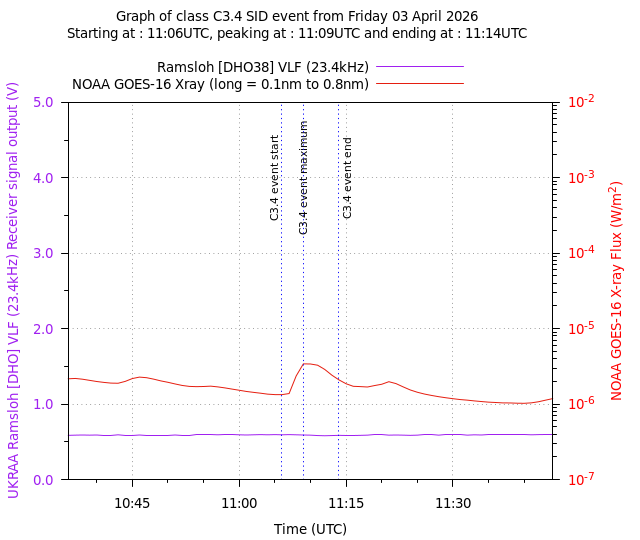 Graph of class C3.4 SID event from Friday 03 April 2026
Starting at : 11:06UTC, peaking at : 11:09UTC and ending at : 11:14UTC
Ramsloh [DHO38] VLF (23.4kHz)
NOAA GOES-16 Xray (long = 0.1nm to 0.8nm)
UKRAA Ramsloh [DHO] VLF (23.4kHz) Receiver signal output (V)
5.0
4.0
3.0
2.0
1.0
0.0
C3.4 event start
C3.4 event maximum
C3.4 event end
10⁻²
10⁻³
10⁻⁴
10⁻⁵
10⁻⁶
10⁻⁷
NOAA GOES-16 X-ray Flux (W/m²)
10:45
11:00
11:15
11:30
Time (UTC)